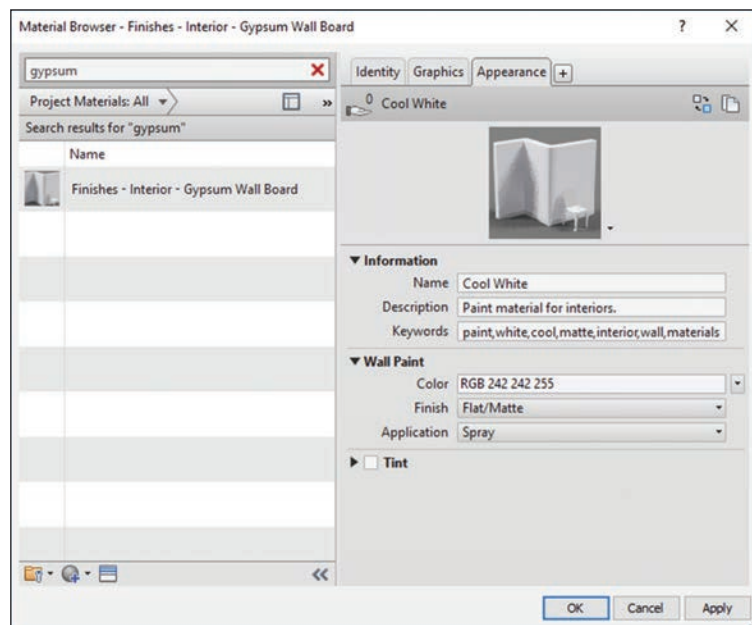 Material Browser - Finishes - Interior - Gypsum Wall Board
? X
gypsum
Project Materials: All
»
Search results for "gypsum"
Name
Finishes - Interior - Gypsum Wall Board
Identity Graphics Appearance +
0 Cool White
Information
Name Cool White
Description Paint material for interiors.
Keywords paint,white,cool,matte,interior,wall,materials
Wall Paint
Color RGB 242 242 255
Finish Flat/Matte
Application Spray
Tint
«
OK Cancel Apply